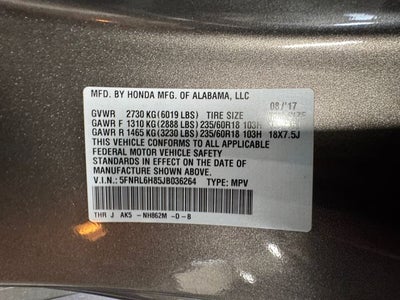 MFD. BY HONDA MFG. OF ALABAMA, LLC 08/'17
GVWR 2730 KG(6019 LBS) TIRE SIZE SIZE
GAWR F 1310 KG(2888 LBS) 235/60R18 103H
GAWR R 1465 KG(3230 LBS) 235/60R18 103H 18X7.5J
THIS VEHICLE CONFORMS TO ALL APPLICABLE
FEDERAL MOTOR VEHICLE SAFETY
STANDARDS IN EFFECT ON THE DATE OF
MANUFACTURE SHOWN ABOVE.
V.I.N.: 5FNRL6H85JB036264 TYPE: MPV
THR J AK5 -NH862M -D-B